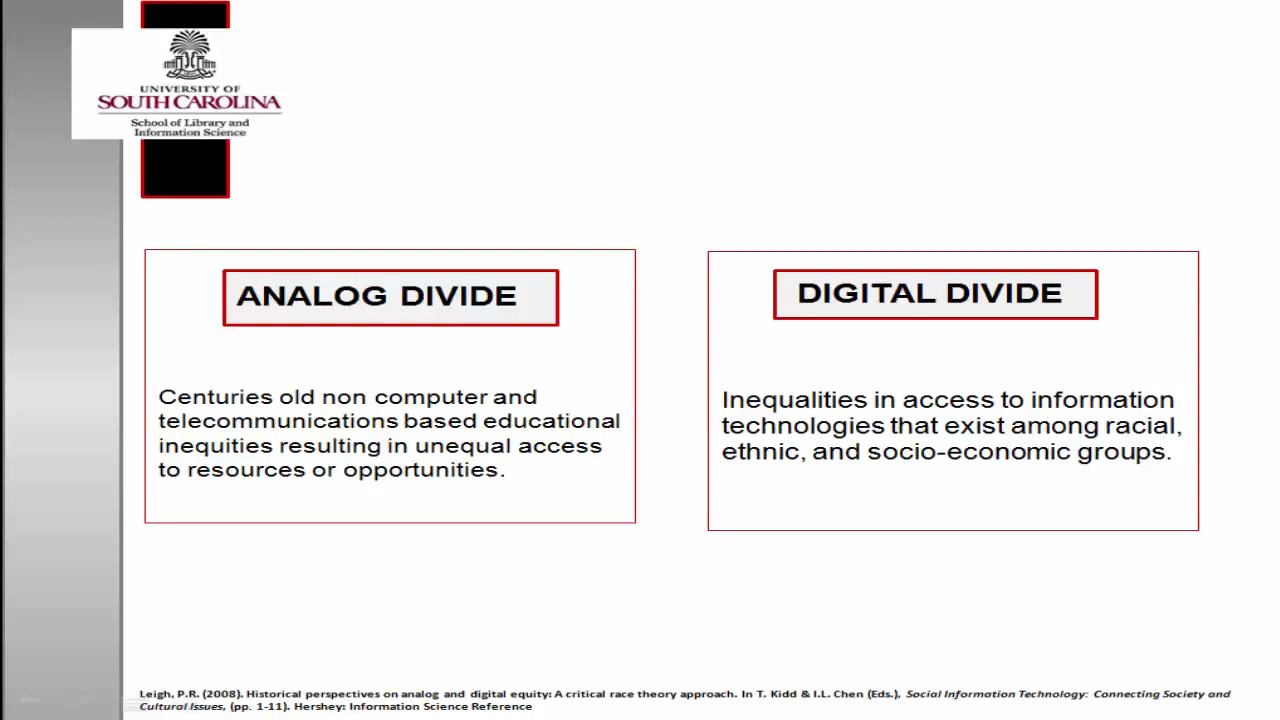 UNIVERSITY OF
SOUTH CAROLINA
School of Library and
Information Science
ANALOG DIVIDE
Centuries old non computer and
telecommunications based educational
inequities resulting in unequal access
to resources or opportunities.
DIGITAL DIVIDE
Inequalities in access to information
technologies that exist among racial,
ethnic, and socio-economic groups.
Leigh, P.R. (2008). Historical perspectives on analog and digital equity: A critical race theory approach. In T. Kidd & I.L. Chen (Eds.), Social Information Technology: Connecting Society and
Cultural Issues, (pp. 1-11). Hershey: Information Science Reference